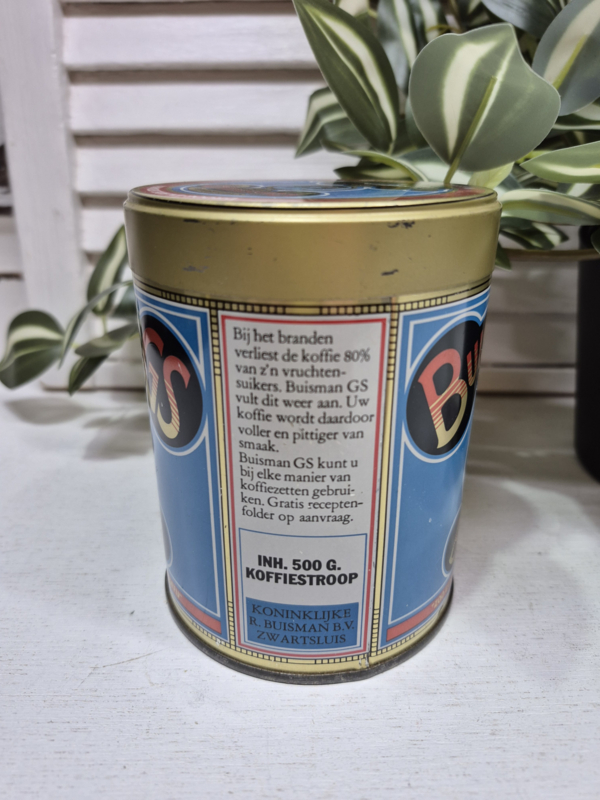 GS
Bij het branden
verliest de koffie 80%
van z'n vruchten-
suikers. Buisman GS
vult dit weer aan. Uw
koffie wordt daardoor
voller en pittiger van
smaak.
Buisman GS kunt u
bij elke manier van
koffiezetten gebrui-
ken. Gratis recepten-
folder op aanvraag.
INH. 500 G.
KOFFIESTROOP
KONINKLIJKE
R. BUISMAN B.V.
ZWARTSLUIS
Bu